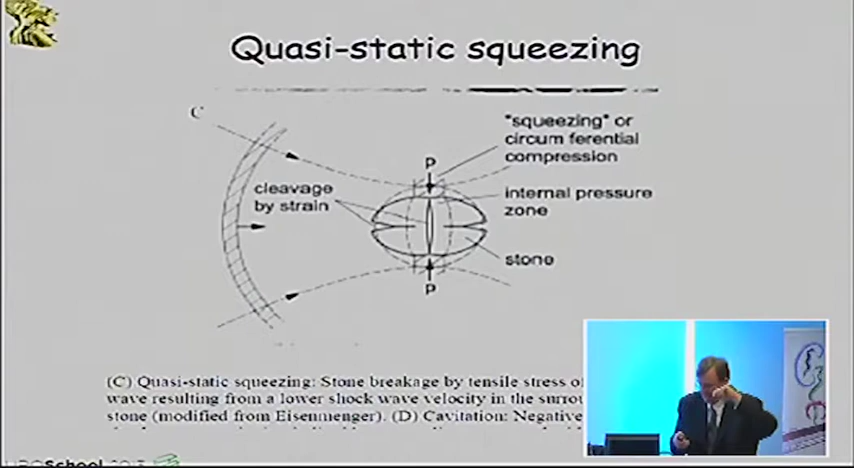 Quasi-static squeezing
C
"squeezing" or
circum ferential
compression
P
cleavage
by strain
internal pressure
zone
stone
P
(C) Quasi-static squeezing: Stone breakage by tensile stress of
wave resulting from a lower shock wave velocity in the surrou
stone (modified from Eisenmenger). (D) Cavitation: Negative
UROSchool 2013